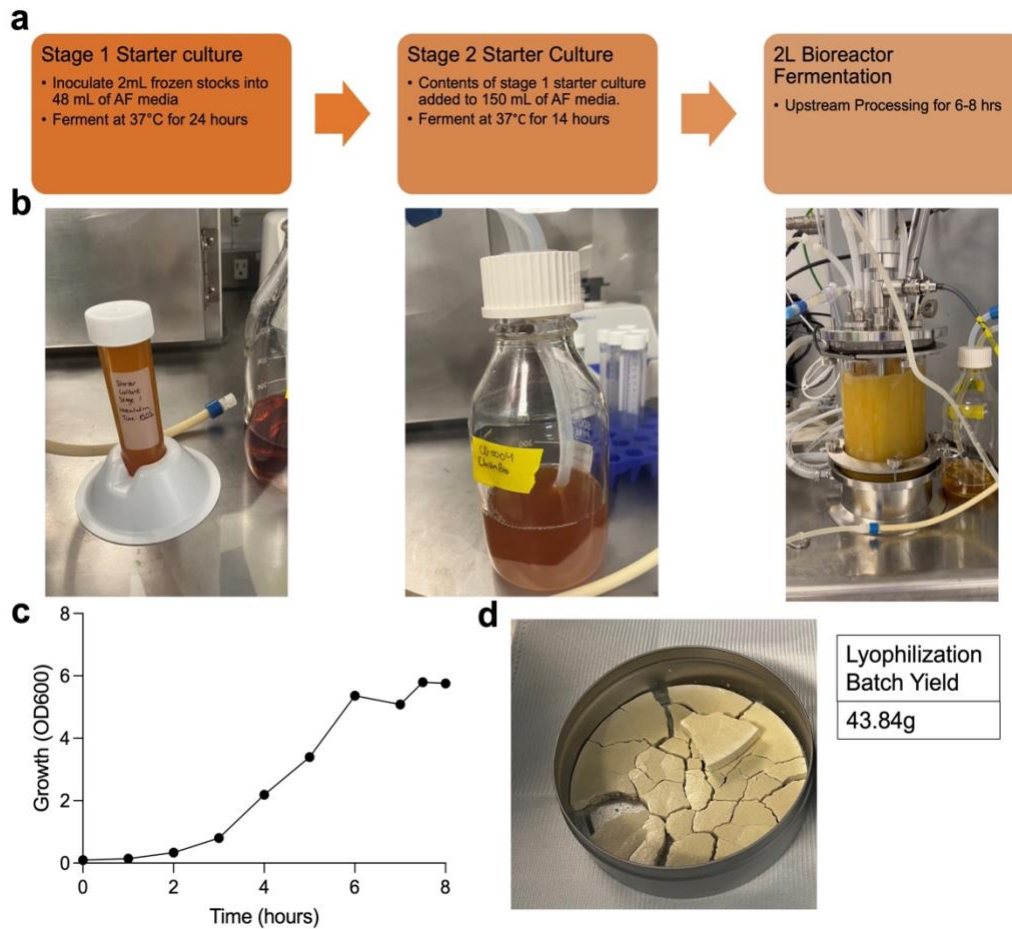 a
Stage 1 Starter culture
• Inoculate 2mL frozen stocks into
48 mL of AF media
• Ferment at 37°C for 24 hours
Stage 2 Starter Culture
• Contents of stage 1 starter culture
added to 150 mL of AF media.
• Ferment at 37°C for 14 hours
2L Bioreactor
Fermentation
• Upstream Processing for 6-8 hrs
b
Starter
Culture
Stage 1
Time:
c
Growth (OD600)
8
6
4
2
0
0
2
4
6
8
Time (hours)
d
Lyophilization
Batch Yield
43.84g